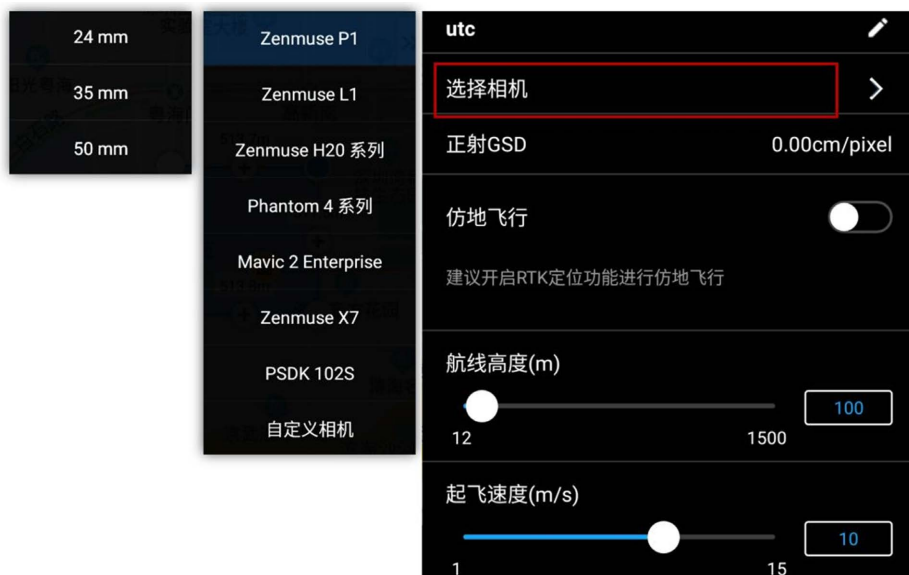 24 mm
35 mm
50 mm
Zenmuse P1
Zenmuse L1
Zenmuse H20 系列
Phantom 4 系列
Mavic 2 Enterprise
Zenmuse X7
PSDK 102S
自定义相机
utc
选择相机
正射GSD 0.00cm/pixel
仿地飞行
建议开启RTK定位功能进行仿地飞行
航线高度(m)
100
12 1500
起飞速度(m/s)
10
1 15